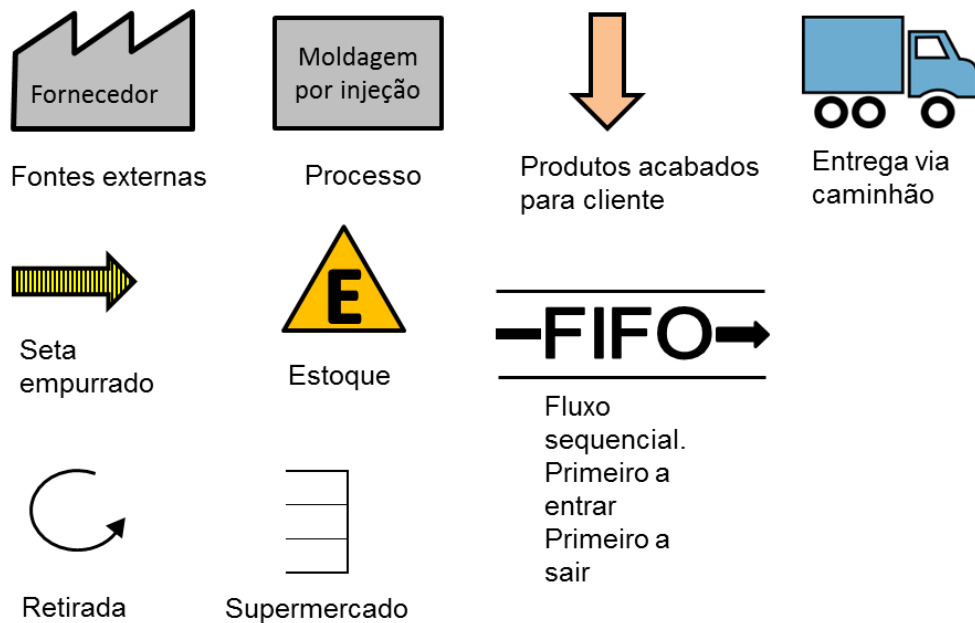 Fornecedor
Moldagem
por injeção
Fontes externas
Processo
Produtos acabados
para cliente
Entrega via
caminhão
E
FIFO
Seta
empurrado
Estoque
Fluxo
sequencial.
Primeiro a
entrar
Primeiro a
sair
Retirada
Supermercado